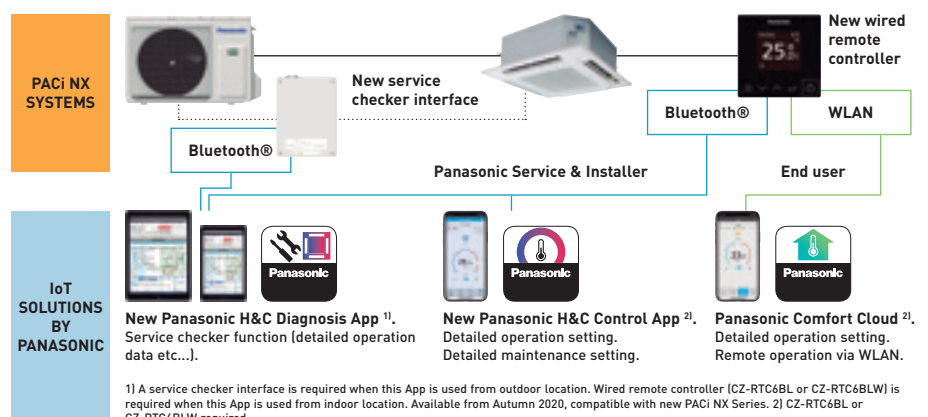 PACi NX
SYSTEMS
Panasonic
New service
checker interface
Panasonic
25
New wired
remote
controller
Bluetooth®
Bluetooth®
WLAN
Panasonic Service & Installer
End user
IoT
SOLUTIONS
BY
PANASONIC
Panasonic
Panasonic
Panasonic
New Panasonic H&C Diagnosis App 1).
Service checker function (detailed operation
data etc...).
New Panasonic H&C Control App 2).
Detailed operation setting.
Detailed maintenance setting.
Panasonic Comfort Cloud 2).
Detailed operation setting.
Remote operation via WLAN.
1) A service checker interface is required when this App is used from outdoor location. Wired remote controller (CZ-RTC6BL or CZ-RTC6BLW) is
required when this App is used from indoor location. Available from Autumn 2020, compatible with new PACi NX Series. 2) CZ-RTC6BL or
CZ-RTC6BLW required.